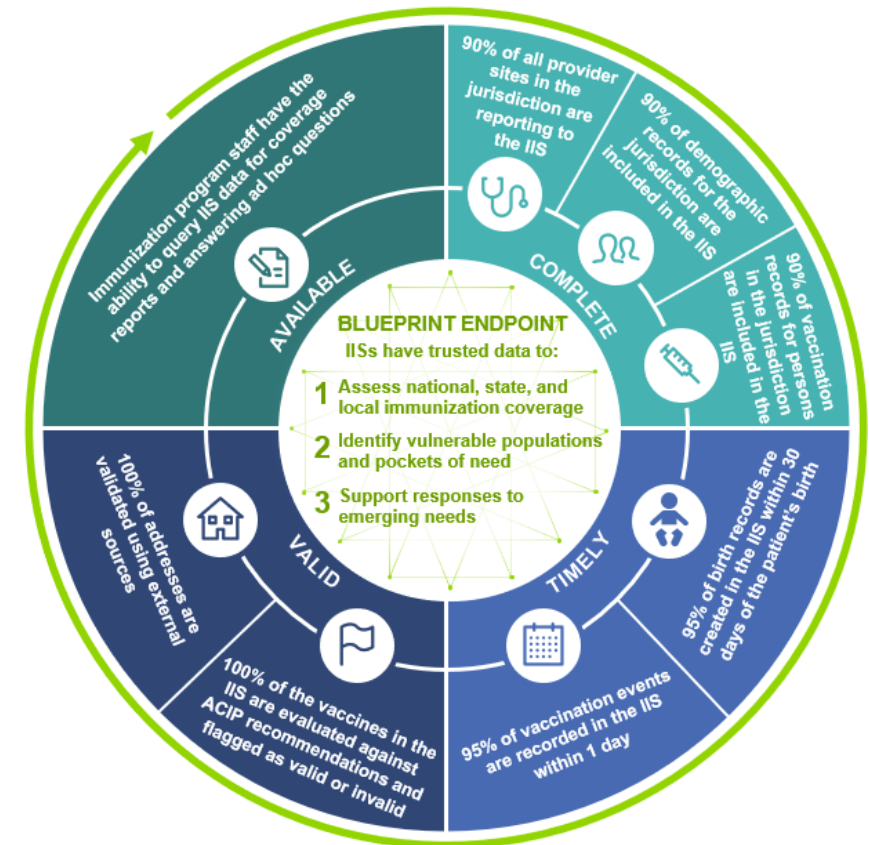 BLUEPRINT ENDPOINT
IISs have trusted data to:
1 Assess national, state, and
local immunization coverage
2 Identify vulnerable populations
and pockets of need
3 Support responses to
emerging needs
COMPLETE
90% of all provider
sites in the
jurisdiction are
reporting to
the IIS
90% of demographic
records for the
jurisdiction are
included in the IIS
90% of vaccination
records for persons
in the jurisdiction
are included in the
IIS
TIMELY
95% of birth records are
created in the IIS within 30
days of the patient's birth
95% of vaccination events
are recorded in the IIS
within 1 day
VALID
100% of the vaccines in the
IIS are evaluated against
ACIP recommendations and
flagged as valid or invalid
100% of addresses are
validated using external
sources
AVAILABLE
Immunization program staff have the
ability to query IIS data for coverage
reports and answering ad hoc questions